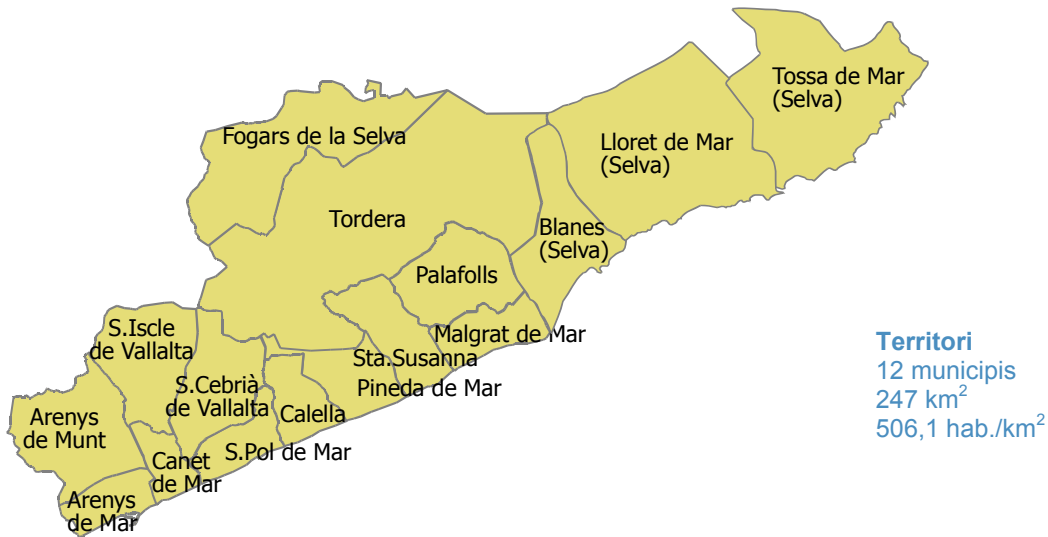 Tossa de Mar
(Selva)
Fogars de la Selva
Lloret de Mar
(Selva)
Tordera
Blanes
(Selva)
Palafolls
S.Iscle
de Vallalta
Malgrat de Mar
Sta.Susanna
S.Cebrià
de Vallalta
Pineda de Mar
Calella
Arenys
de Munt
S.Pol de Mar
Canet
de Mar
Arenys
de Mar
Territori
12 municipis
247 km²
506,1 hab./km²